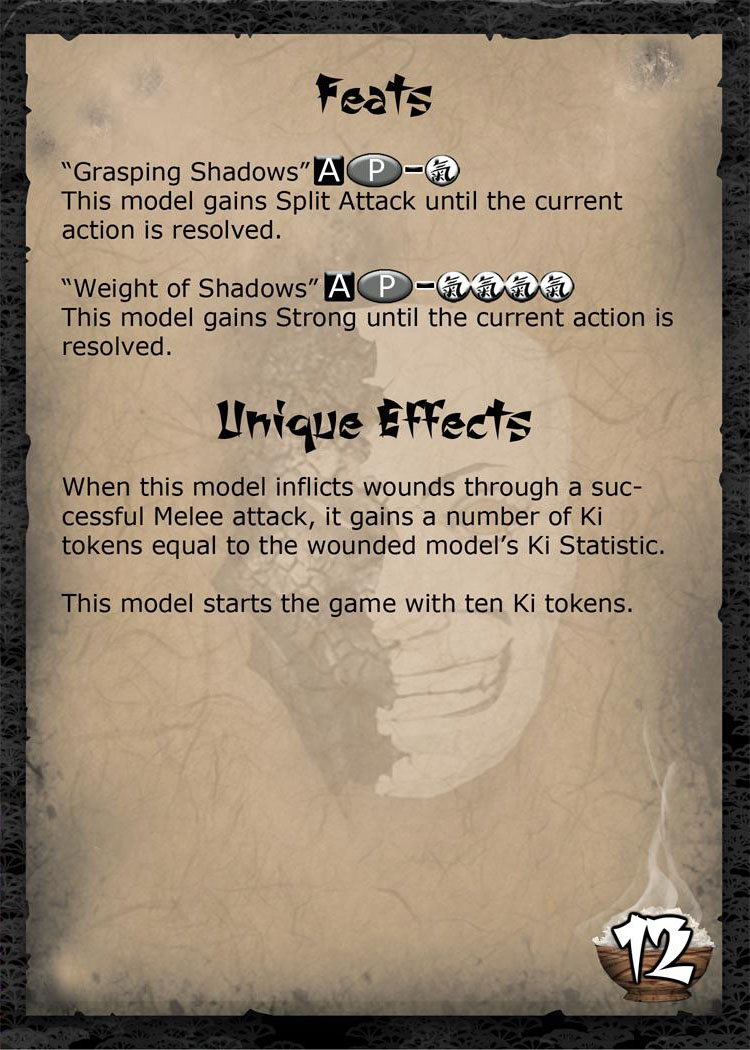 Feats
“Grasping Shadows” A P – 氣
This model gains Split Attack until the current
action is resolved.
“Weight of Shadows” A P – 氣氣氣氣
This model gains Strong until the current action is
resolved.
Unique Effects
When this model inflicts wounds through a suc-
cessful Melee attack, it gains a number of Ki
tokens equal to the wounded model’s Ki Statistic.
This model starts the game with ten Ki tokens.
12